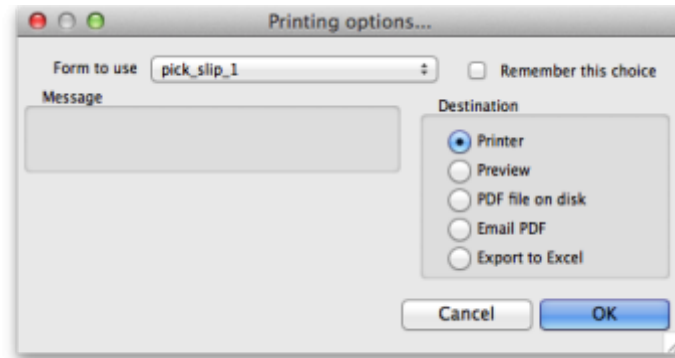 Printing options...
Form to use pick_slip_1 Remember this choice
Message
Destination
Printer
Preview
PDF file on disk
Email PDF
Export to Excel
Cancel OK